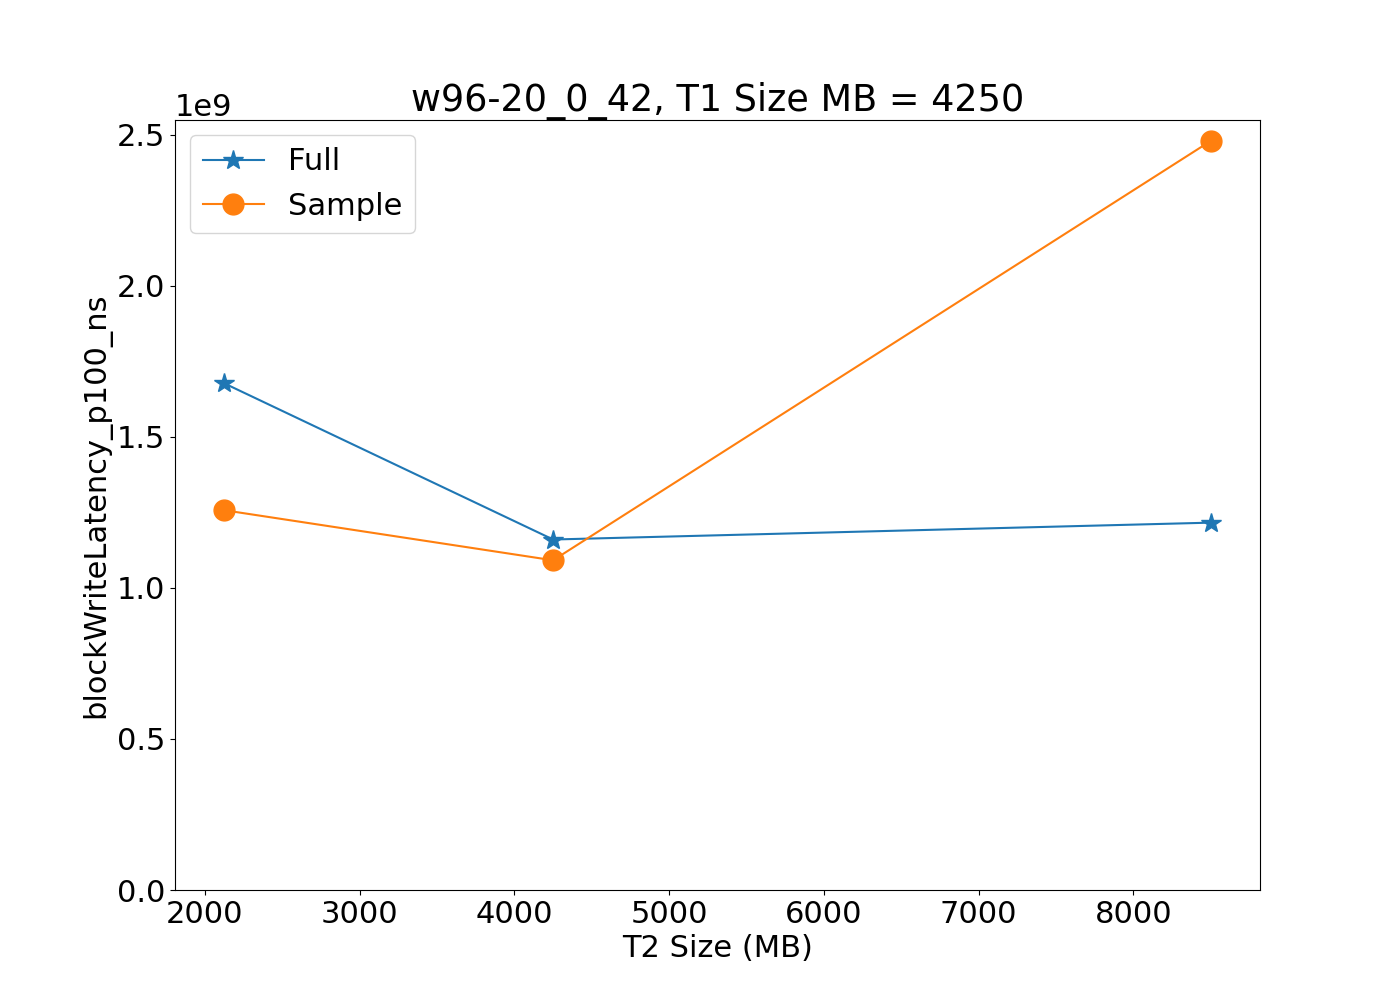 w96-20_0_42, T1 Size MB = 4250
1e9
2.5
2.0
1.5
1.0
0.5
0.0
blockWriteLatency_p100_ns
Full
Sample
2000 3000 4000 5000 6000 7000 8000
T2 Size (MB)